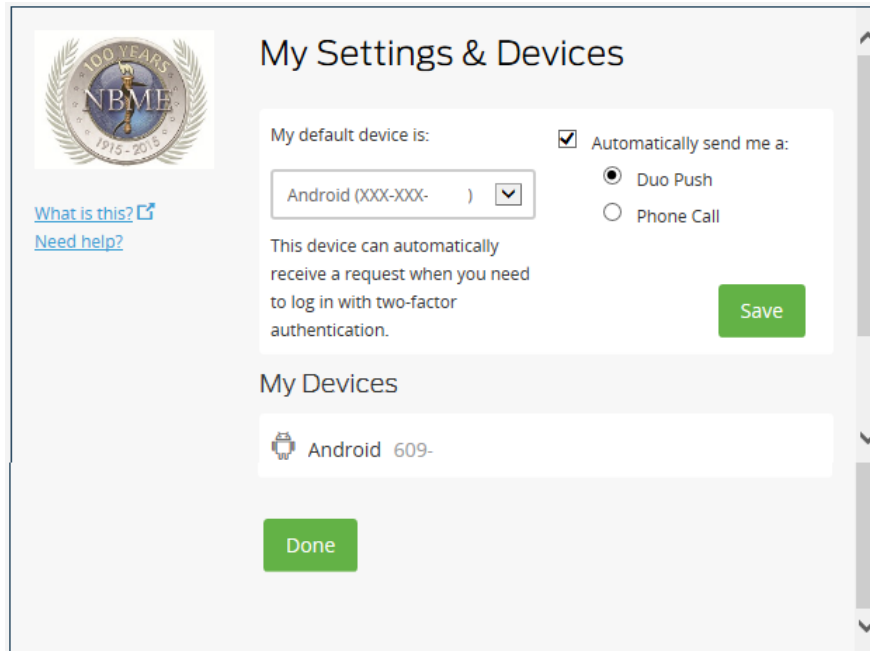 100 YEARS
NBME
1915 - 2015
What is this?
Need help?
My Settings & Devices
My default device is:
Android (XXX-XXX-      )
This device can automatically
receive a request when you need
to log in with two-factor
authentication.
Automatically send me a:
Duo Push
Phone Call
Save
My Devices
Android 609-
Done